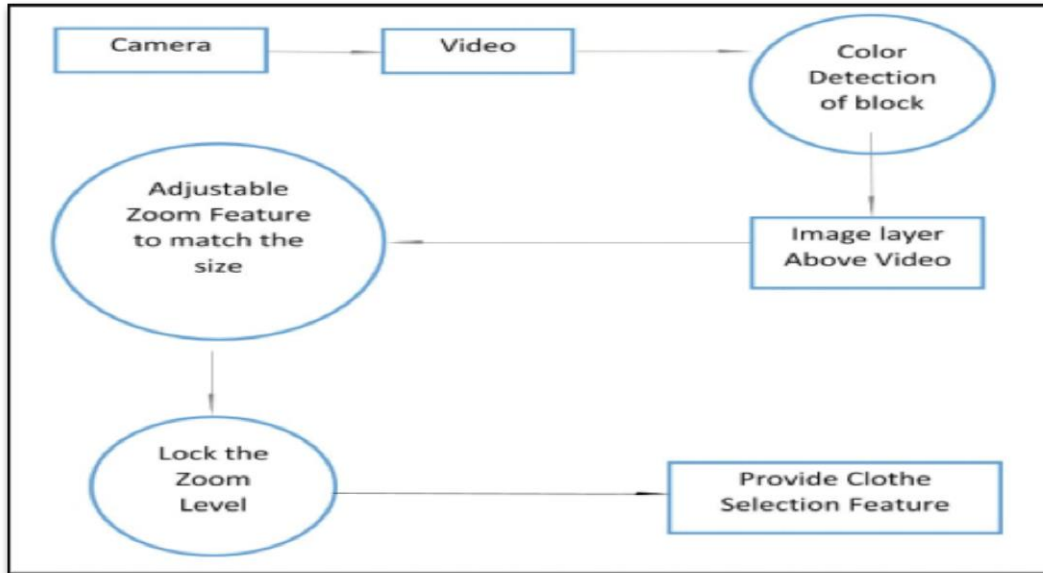 Camera
Video
Color
Detection
of block
Image layer
Above Video
Adjustable
Zoom Feature
to match the
size
Lock the
Zoom
Level
Provide Clothe
Selection Feature